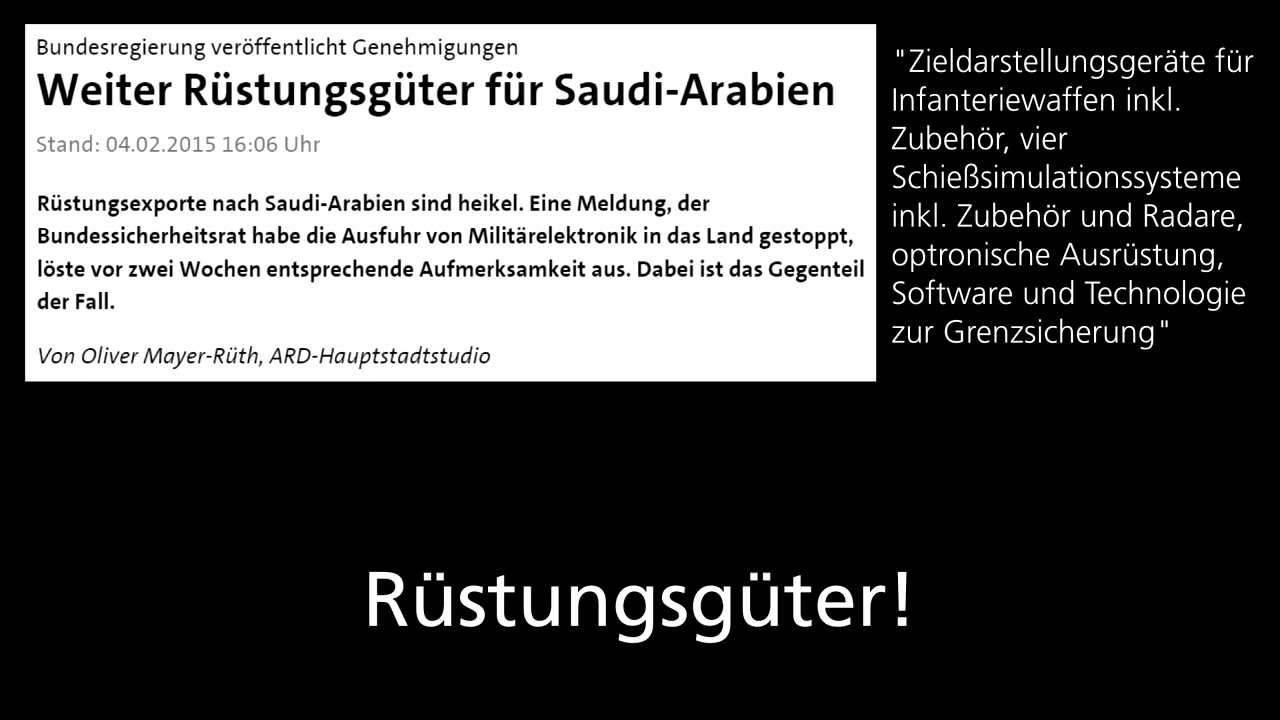 Bundesregierung veröffentlicht Genehmigungen
Weiter Rüstungsgüter für Saudi-Arabien
Stand: 04.02.2015 16:06 Uhr
Rüstungsexporte nach Saudi-Arabien sind heikel. Eine Meldung, der
Bundessicherheitsrat habe die Ausfuhr von Militärelektronik in das Land gestoppt,
löste vor zwei Wochen entsprechende Aufmerksamkeit aus. Dabei ist das Gegenteil
der Fall.
Von Oliver Mayer-Rüth, ARD-Hauptstadtstudio
"Zieldarstellungsgeräte für
Infanteriewaffen inkl.
Zubehör, vier
Schießsimulationssysteme
inkl. Zubehör und Radare,
optronische Ausrüstung,
Software und Technologie
zur Grenzsicherung"
Rüstungsgüter!